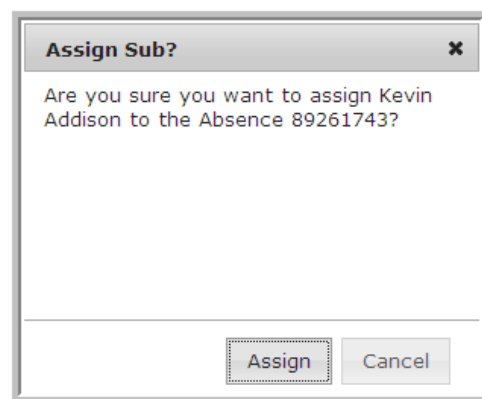 Assign Sub?
Are you sure you want to assign Kevin
Addison to the Absence 89261743?
Assign Cancel